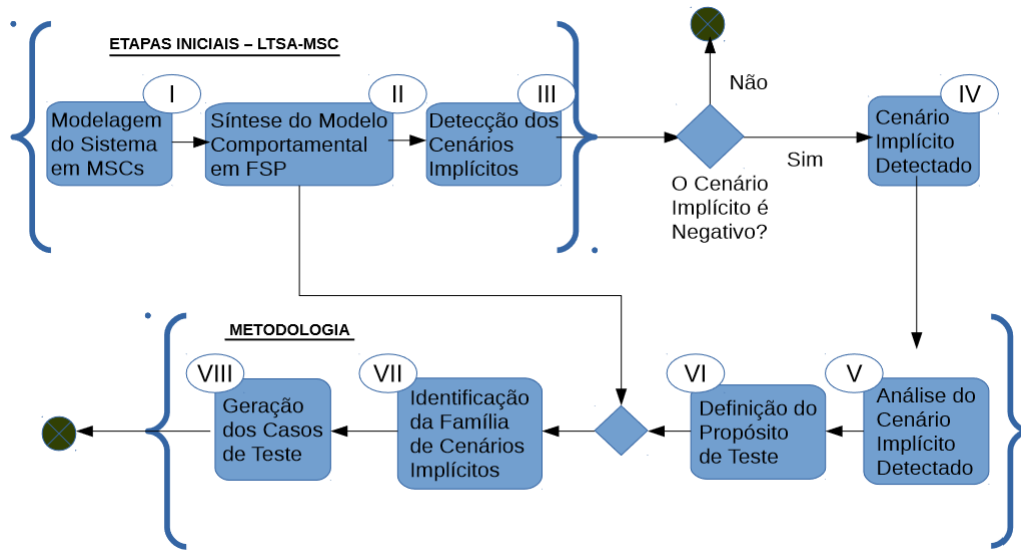 ETAPAS INICIAIS – LTSA-MSC
I
Modelagem
do Sistema
em MSCs
II
Síntese do Modelo
Comportamental
em FSP
III
Detecção dos
Cenários
Implícitos
Não
Sim
O Cenário
Implícito é
Negativo?
IV
Cenário
Implícito
Detectado
METODOLOGIA
VIII
Geração
dos Casos
de Teste
VII
Identificação
da Família
de Cenários
Implícitos
VI
Definição do
Propósito
de Teste
V
Análise do
Cenário
Implícito
Detectado